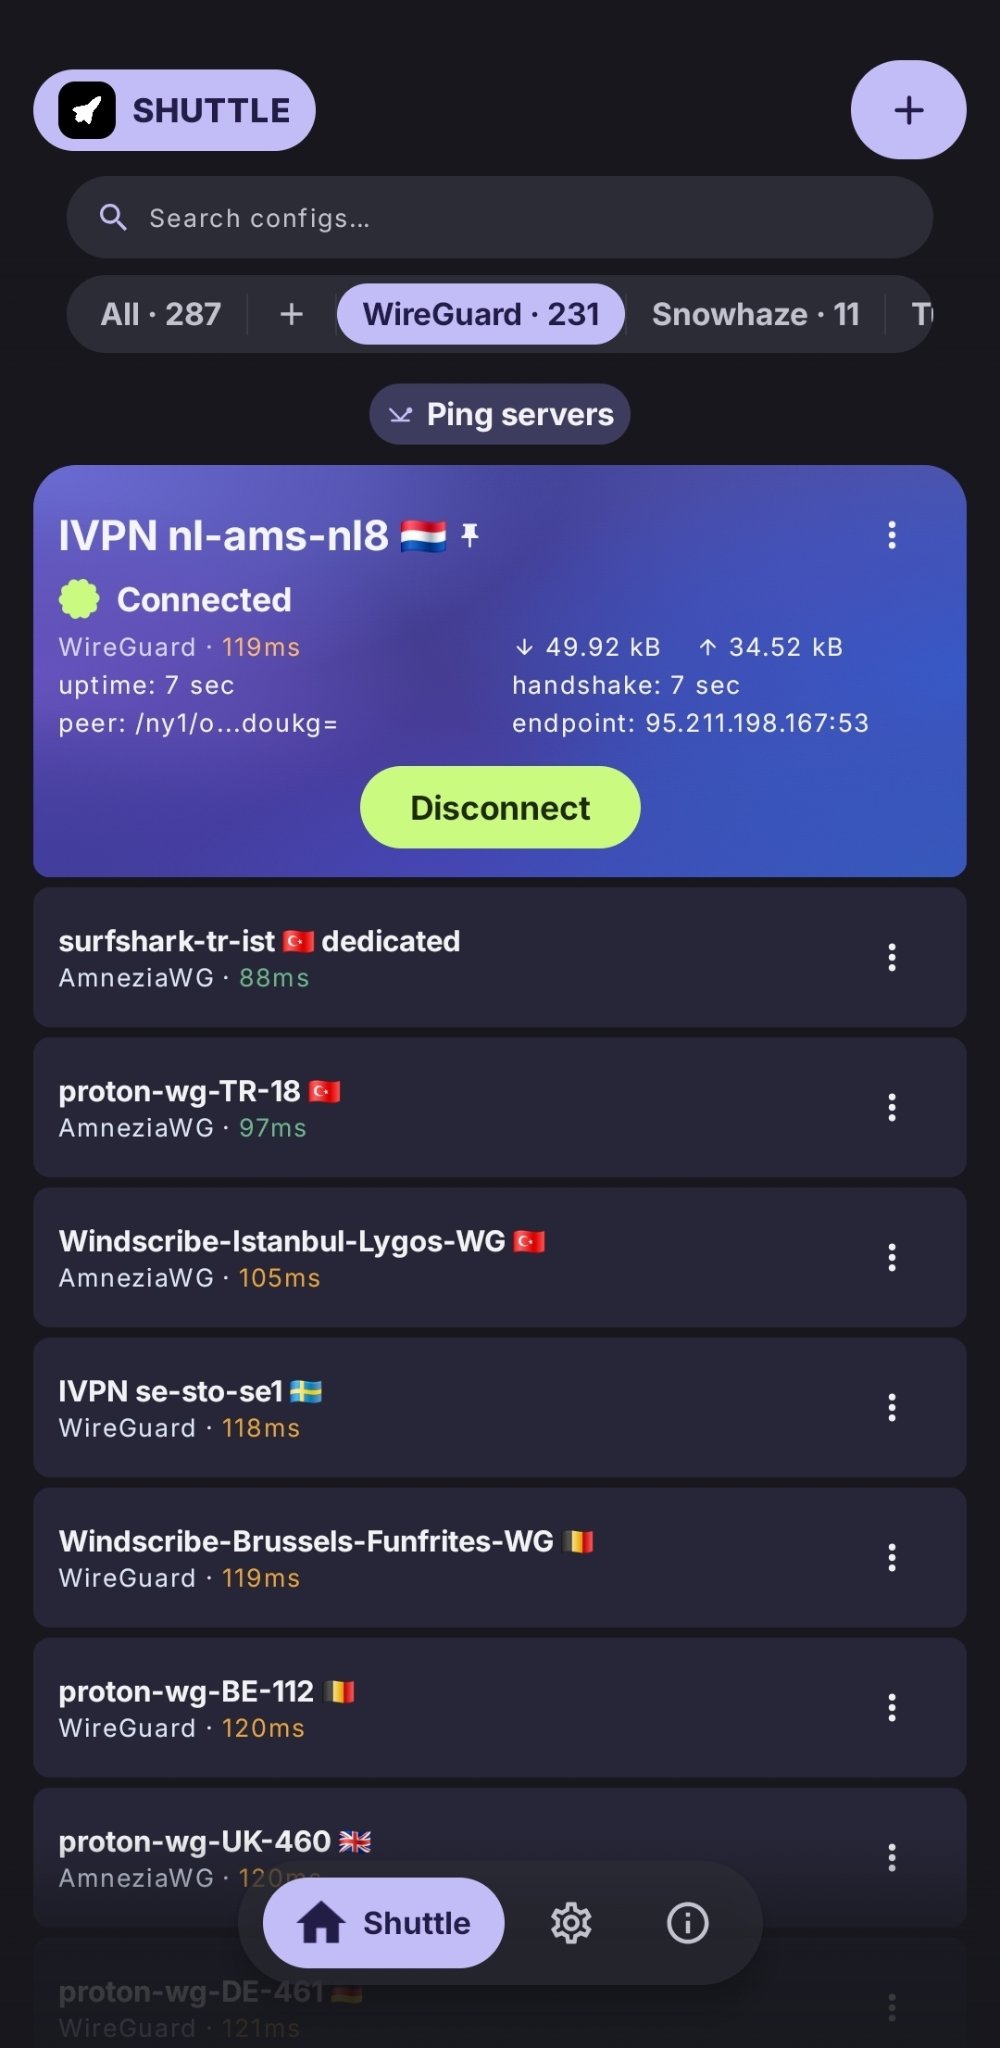 SHUTTLE
Search configs...
All · 287
WireGuard · 231
Snowhaze · 11
Ping servers
IVPN nl-ams-nl8 🇳🇱
Connected
WireGuard · 119ms
↓ 49.92 kB ↑ 34.52 kB
uptime: 7 sec
handshake: 7 sec
peer: /ny1/o...doukg=
endpoint: 95.211.198.167:53
Disconnect
surfshark-tr-ist 🇹🇷 dedicated
AmneziaWG · 88ms
proton-wg-TR-18 🇹🇷
AmneziaWG · 97ms
Windscribe-Istanbul-Lygos-WG 🇹🇷
AmneziaWG · 105ms
IVPN se-sto-se1 🇸🇪
WireGuard · 118ms
Windscribe-Brussels-Funfrites-WG 🇧🇪
WireGuard · 119ms
proton-wg-BE-112 🇧🇪
WireGuard · 120ms
proton-wg-UK-460 🇬🇧
AmneziaWG · 120ms
Shuttle
proton-wg-DE-461 🇩🇪
WireGuard · 121ms